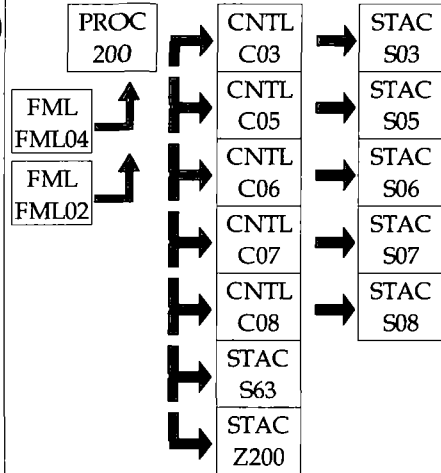 PROC
200
CNTL
C03
STAC
S03
FML
FML04
CNTL
C05
STAC
S05
FML
FML02
CNTL
C06
STAC
S06
CNTL
C07
STAC
S07
CNTL
C08
STAC
S08
STAC
S63
STAC
Z200